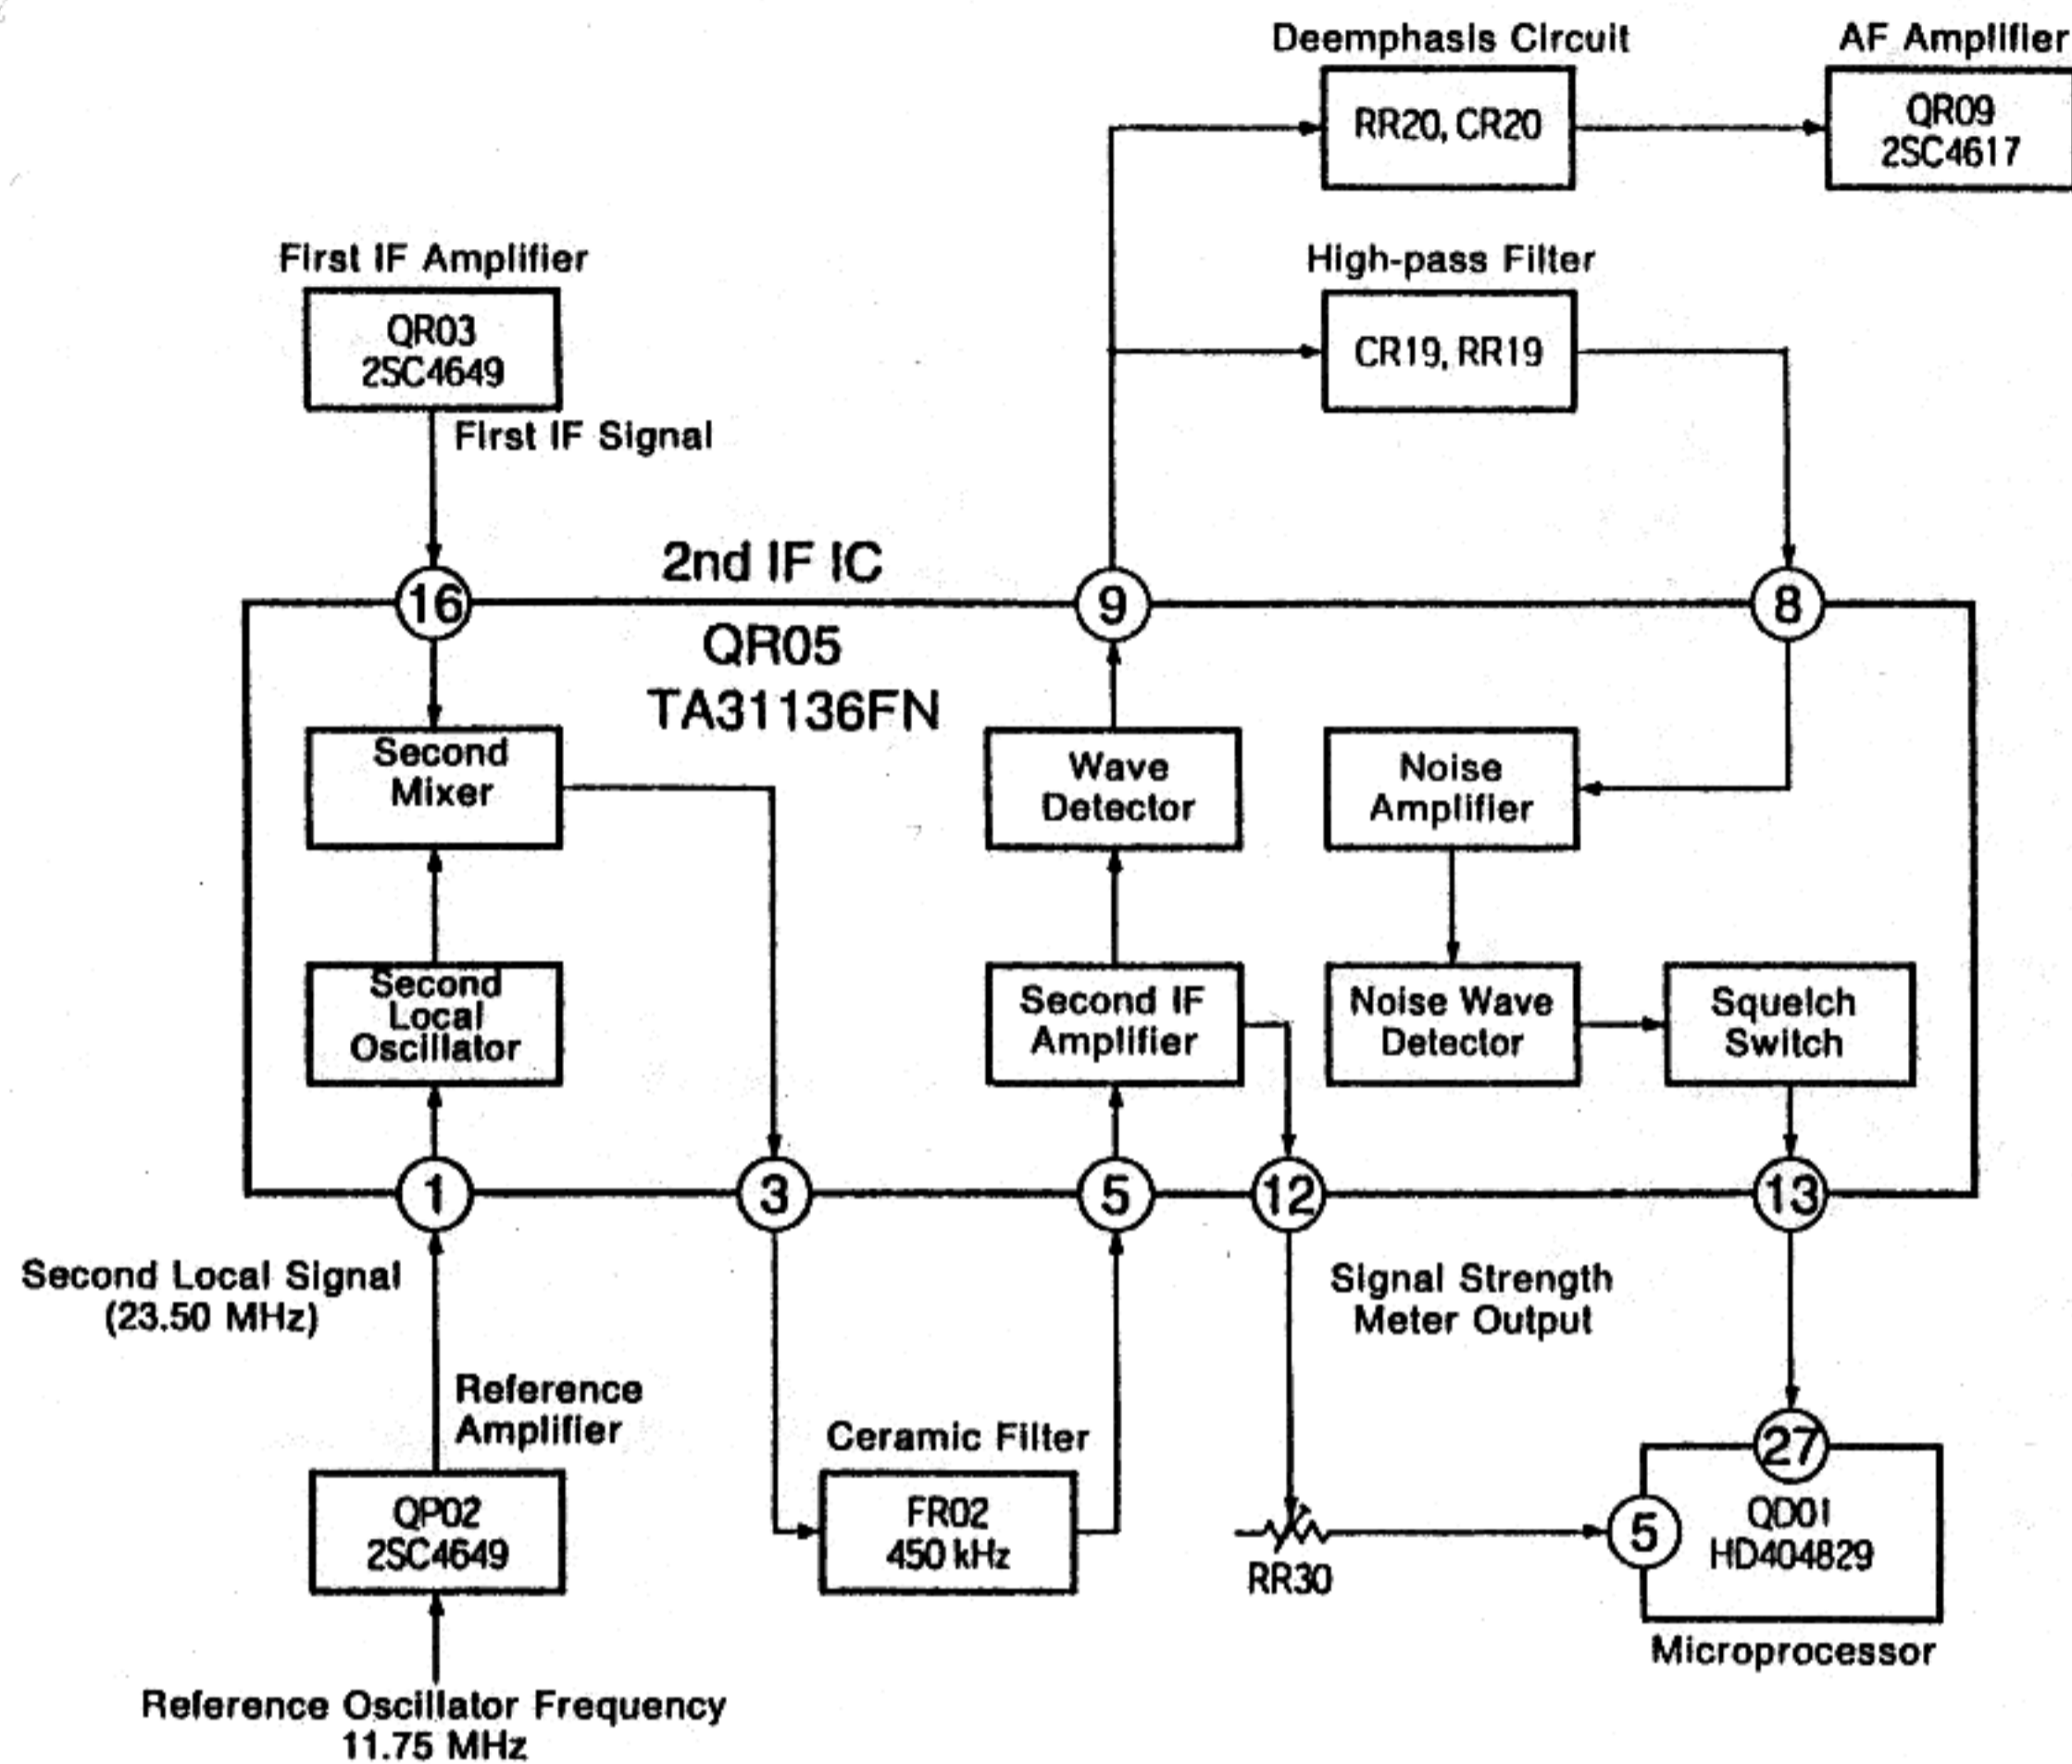 Deemphasis Circuit
RR20, CR20
AF Amplifier
QR09
2SC4617
First IF Amplifier
QR03
2SC4649
First IF Signal
High-pass Filter
CR19, RR19
16
2nd IF IC
9
8
QR05
TA31136FN
Second
Mixer
Wave
Detector
Noise
Amplifier
Second
Local
Oscillator
Second IF
Amplifier
Noise Wave
Detector
Squelch
Switch
1
3
5
12
13
Second Local Signal
(23.50 MHz)
Signal Strength
Meter Output
Reference
Amplifier
QP02
2SC4649
Ceramic Filter
FR02
450 kHz
RR30
27
5
QD01
HD404829
Microprocessor
Reference Oscillator Frequency
11.75 MHz